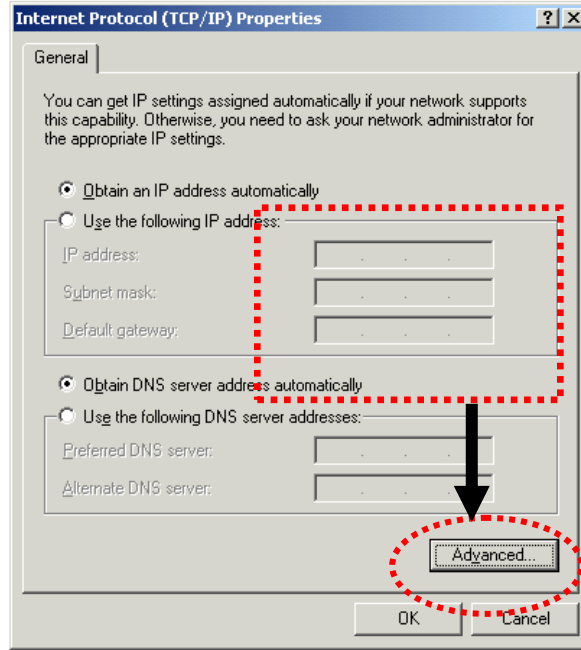 Internet Protocol (TCP/IP) Properties
General
You can get IP settings assigned automatically if your network supports
this capability. Otherwise, you need to ask your network administrator for
the appropriate IP settings.
Obtain an IP address automatically
Use the following IP address:
IP address:
Subnet mask:
Default gateway:
Obtain DNS server address automatically
Use the following DNS server addresses:
Preferred DNS server:
Alternate DNS server:
Advanced...
OK Cancel